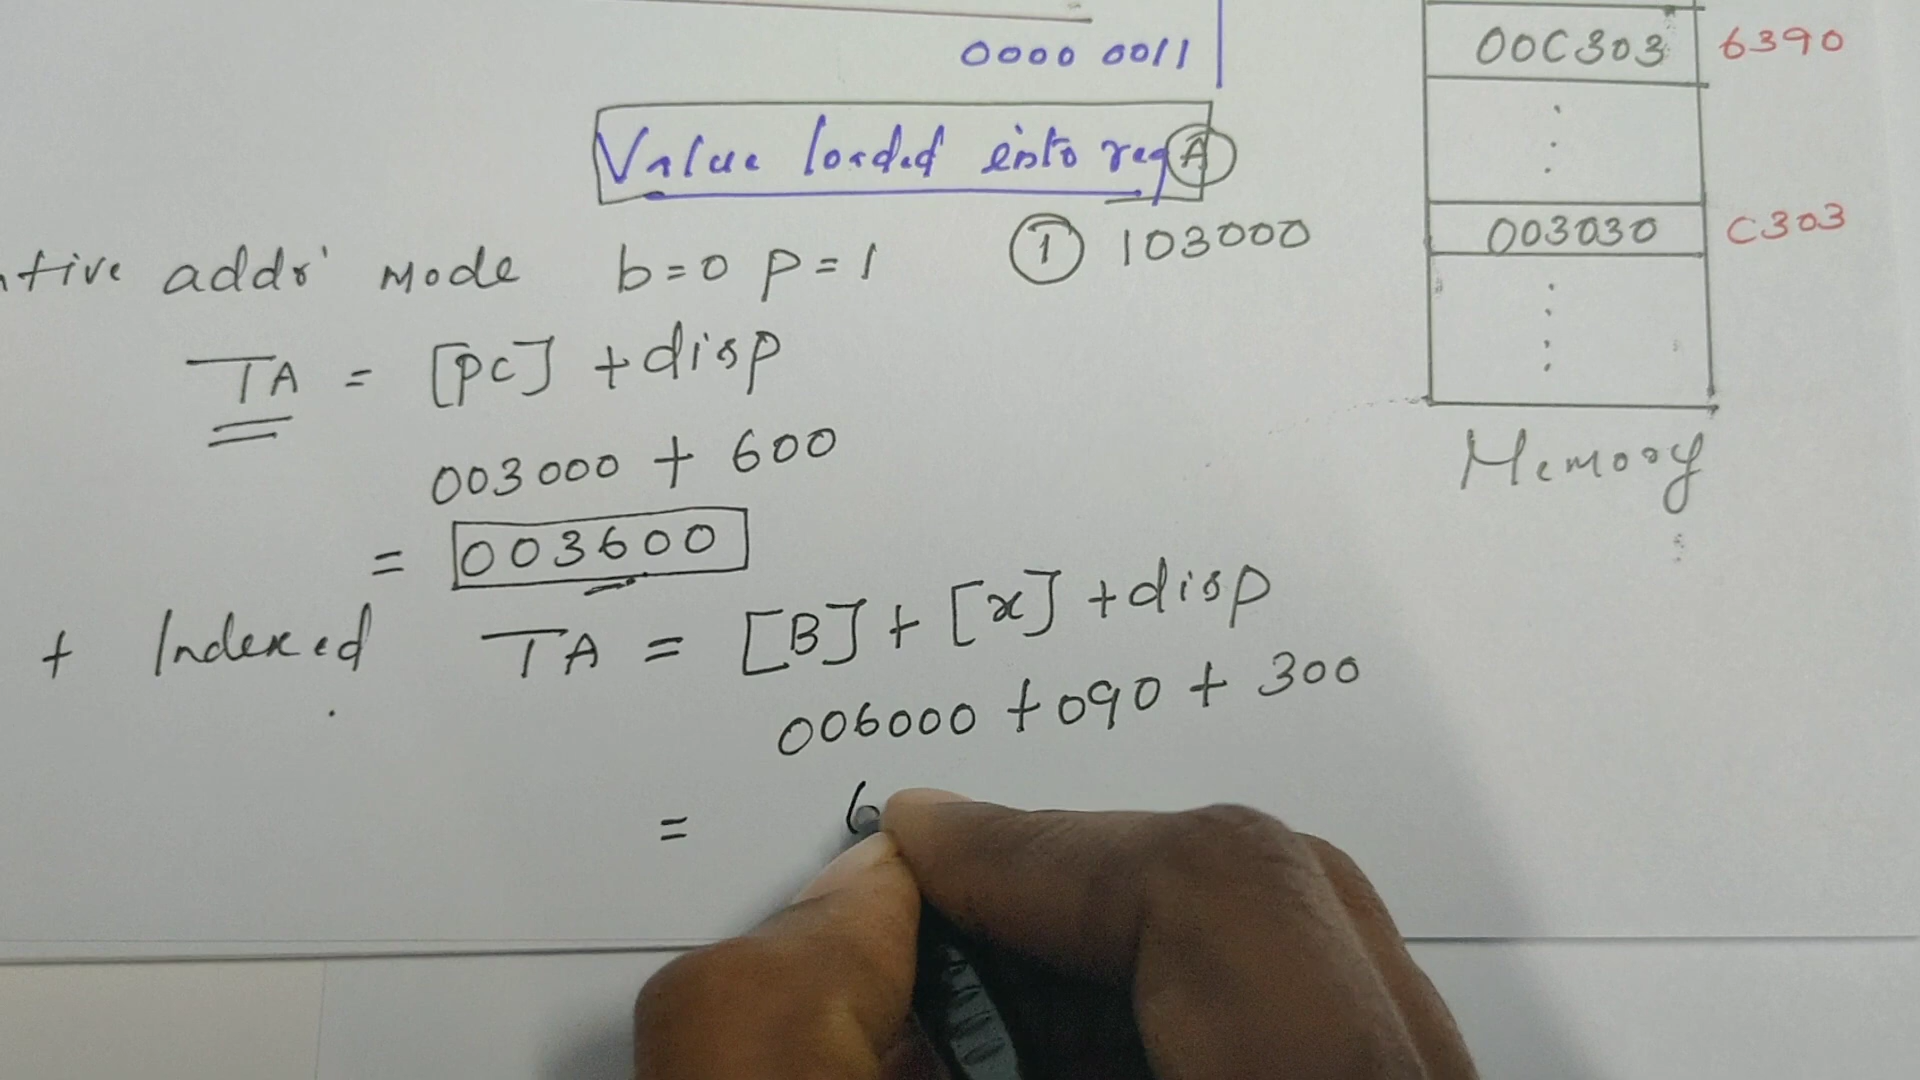 0000 0011
Value loaded into reg A
ative addr' mode b=0 p=1 ① 103000
TA = [PC] + disp
003000 + 600
= 003600
+ Indexed TA = [B] + [x] + disp
006000 + 090 + 300
= 6
00C303 6390
003030 C303
Memory